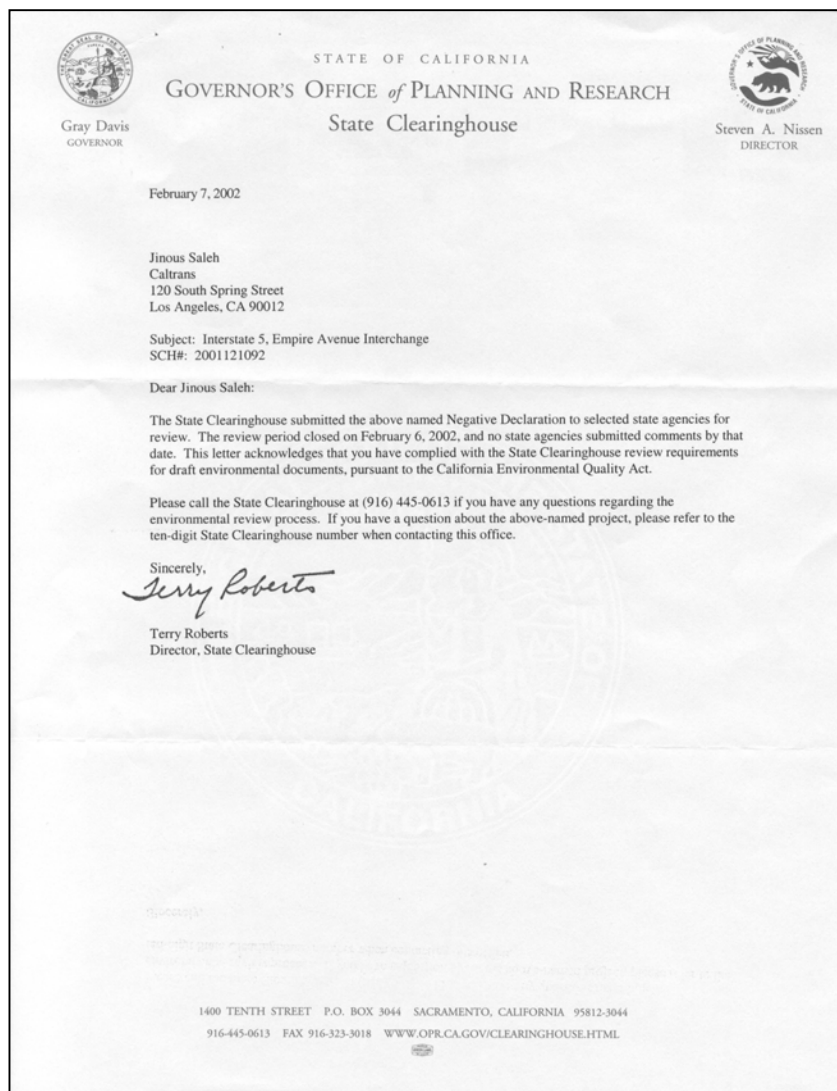 STATE OF CALIFORNIA
GOVERNOR'S OFFICE of PLANNING AND RESEARCH
State Clearinghouse
Gray Davis
GOVERNOR
Steven A. Nissen
DIRECTOR
February 7, 2002
Jinous Saleh
Caltrans
120 South Spring Street
Los Angeles, CA 90012
Subject: Interstate 5, Empire Avenue Interchange
SCH#: 2001121092
Dear Jinous Saleh:
The State Clearinghouse submitted the above named Negative Declaration to selected state agencies for
review. The review period closed on February 6, 2002, and no state agencies submitted comments by that
date. This letter acknowledges that you have complied with the State Clearinghouse review requirements
for draft environmental documents, pursuant to the California Environmental Quality Act.
Please call the State Clearinghouse at (916) 445-0613 if you have any questions regarding the
environmental review process. If you have a question about the above-named project, please refer to the
ten-digit State Clearinghouse number when contacting this office.
Sincerely,
Terry Roberts
Terry Roberts
Director, State Clearinghouse
CALIFORNIA
1400 TENTH STREET P.O. BOX 3044 SACRAMENTO, CALIFORNIA 95812-3044
916-445-0613 FAX 916-323-3018 WWW.OPR.CA.GOV/CLEARINGHOUSE.HTML